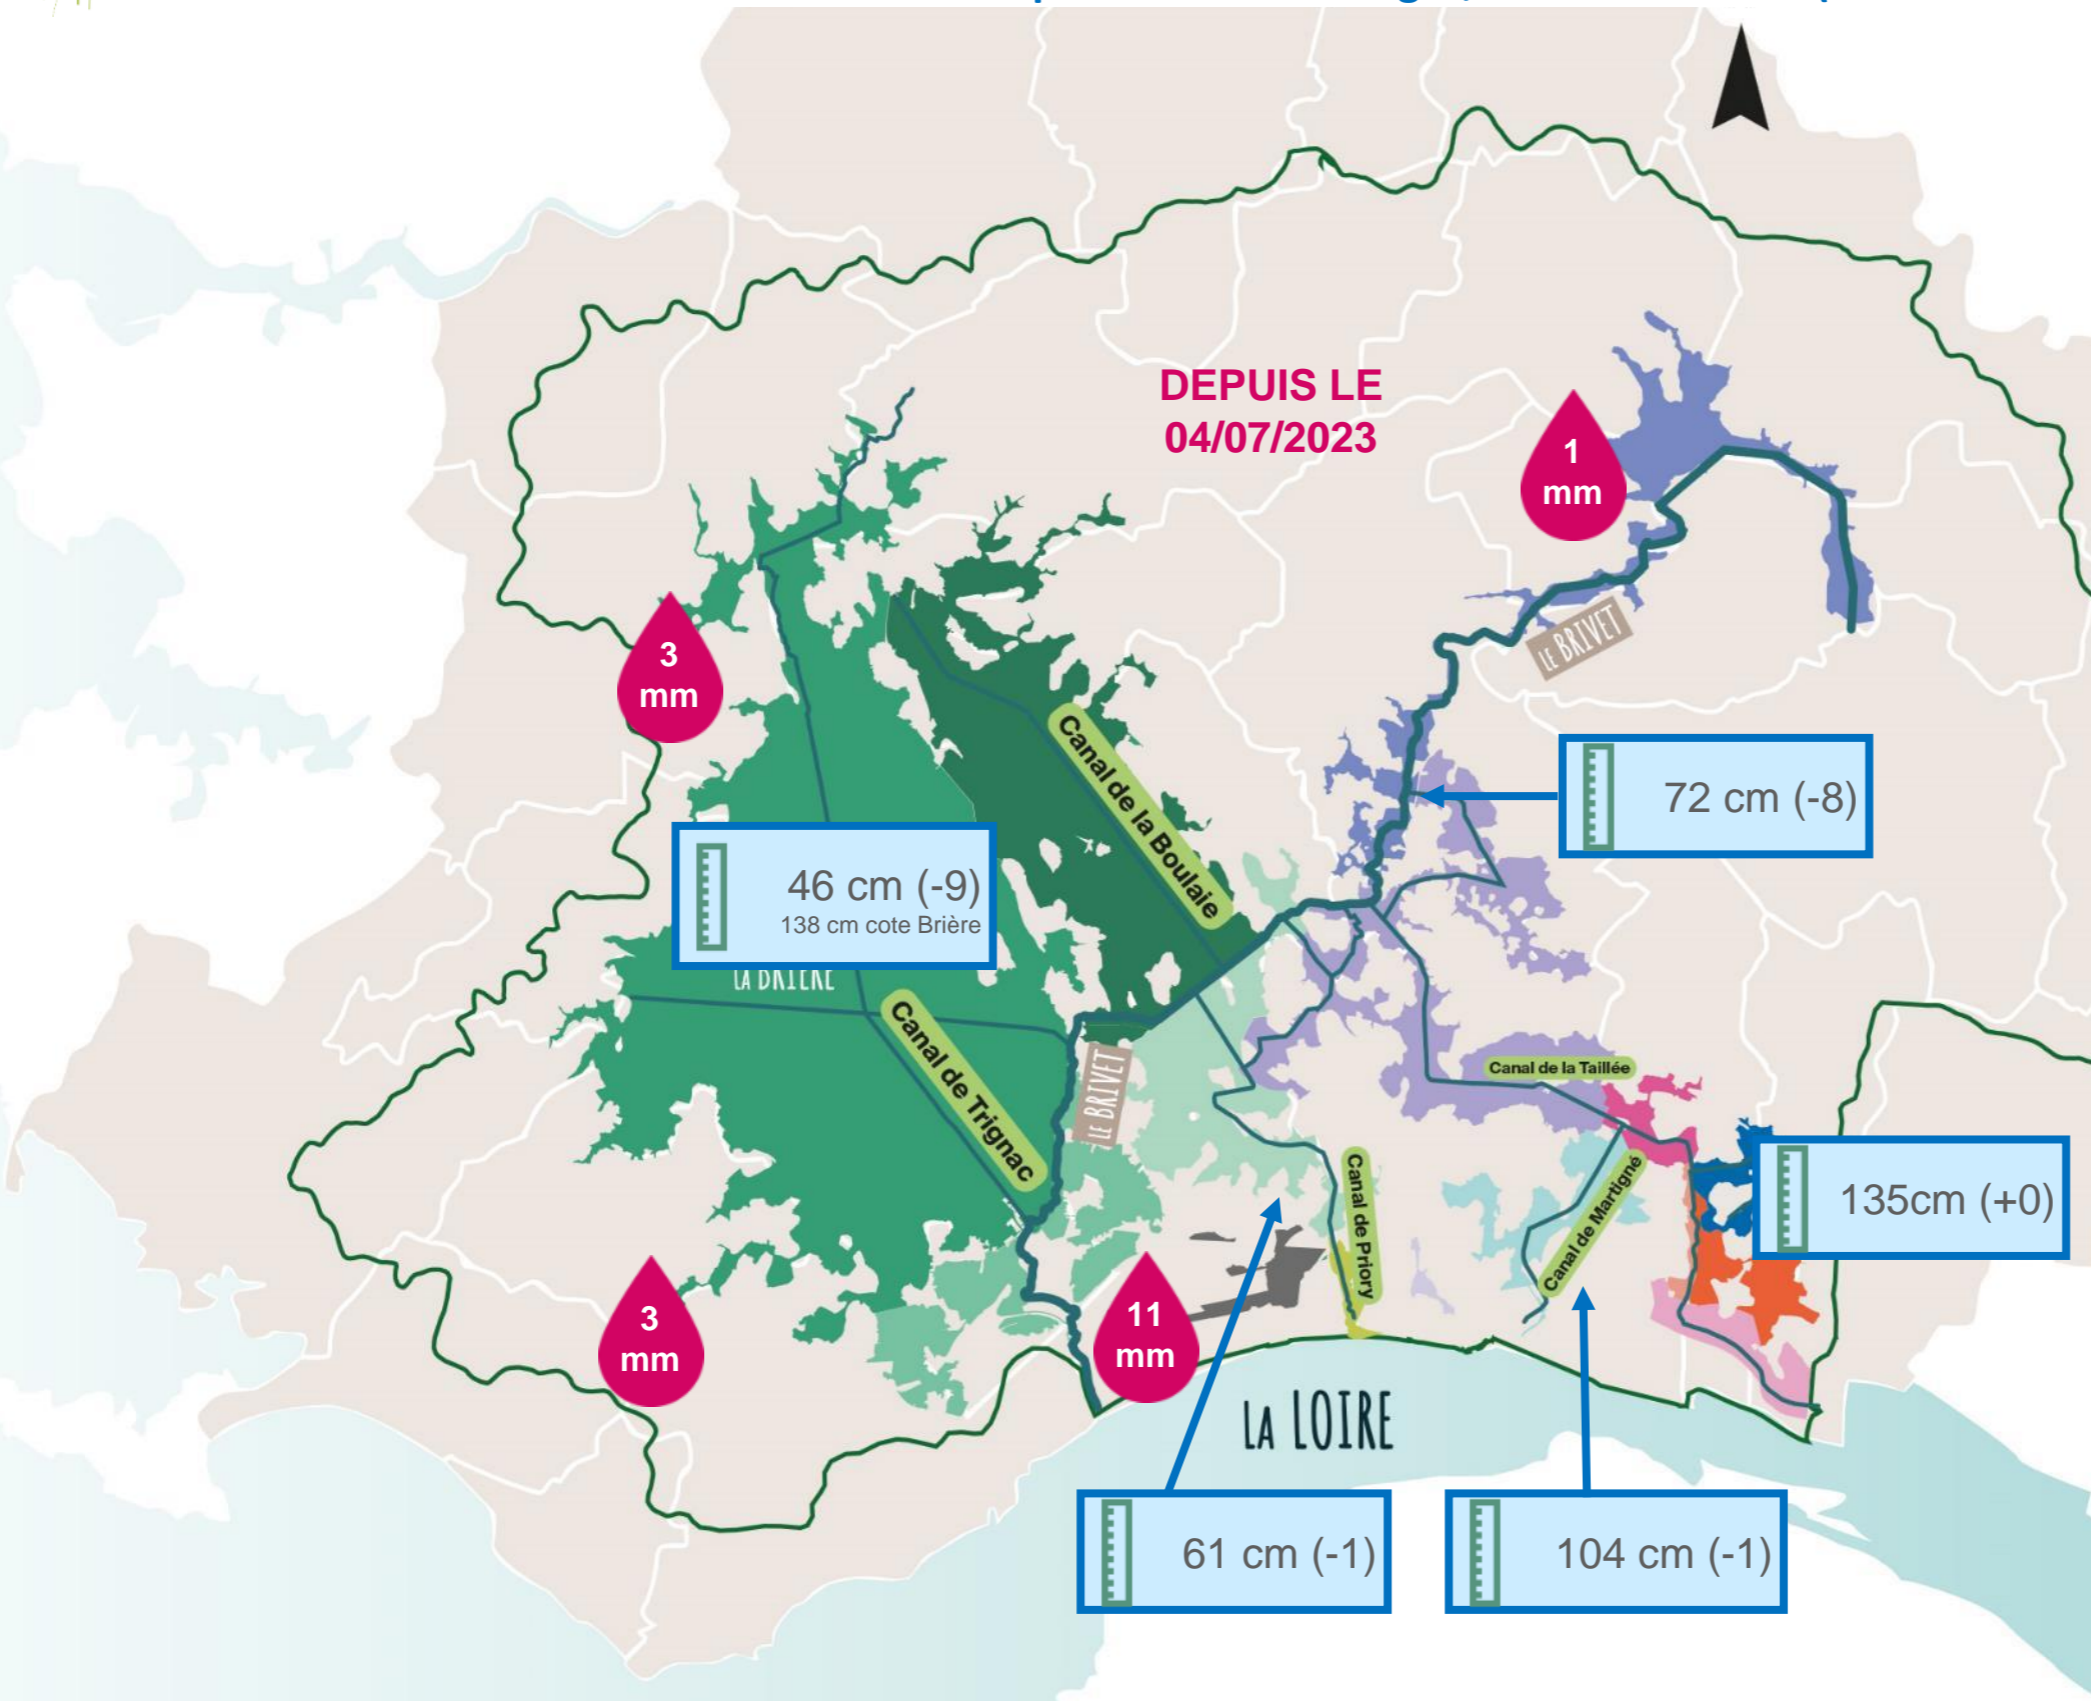 DEPUIS LE
04/07/2023
1
mm
LE BRIVET
3
mm
Canal de la Boulaie
72 cm (-8)
46 cm (-9)
138 cm cote Brière
LA BRIÈRE
Canal de Trignac
LE BRIVET
Canal de la Taillée
Canal de Priory
Canal de Martigné
135cm (+0)
3
mm
11
mm
LA LOIRE
61 cm (-1)
104 cm (-1)